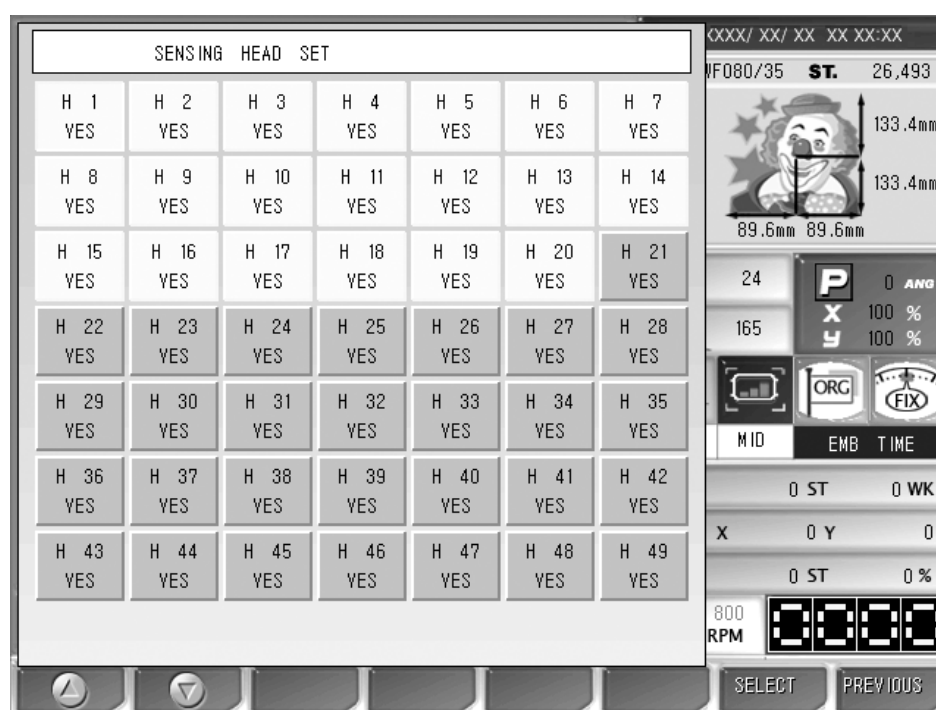 SENSING HEAD SET
H 1 H 2 H 3 H 4 H 5 H 6 H 7
YES YES YES YES YES YES YES
H 8 H 9 H 10 H 11 H 12 H 13 H 14
YES YES YES YES YES YES YES
H 15 H 16 H 17 H 18 H 19 H 20 H 21
YES YES YES YES YES YES YES
H 22 H 23 H 24 H 25 H 26 H 27 H 28
YES YES YES YES YES YES YES
H 29 H 30 H 31 H 32 H 33 H 34 H 35
YES YES YES YES YES YES YES
H 36 H 37 H 38 H 39 H 40 H 41 H 42
YES YES YES YES YES YES YES
H 43 H 44 H 45 H 46 H 47 H 48 H 49
YES YES YES YES YES YES YES
XXXX/ XX/ XX XX XX:XX
WF080/35 ST. 26,493
133.4mm
133.4mm
89.6mm 89.6mm
24 P 0 ANG
X 100 %
165 Y 100 %
ORG FIX
MID EMB TIME
0 ST 0 WK
X 0 Y 0
0 ST 0 %
800
RPM
SELECT PREVIOUS